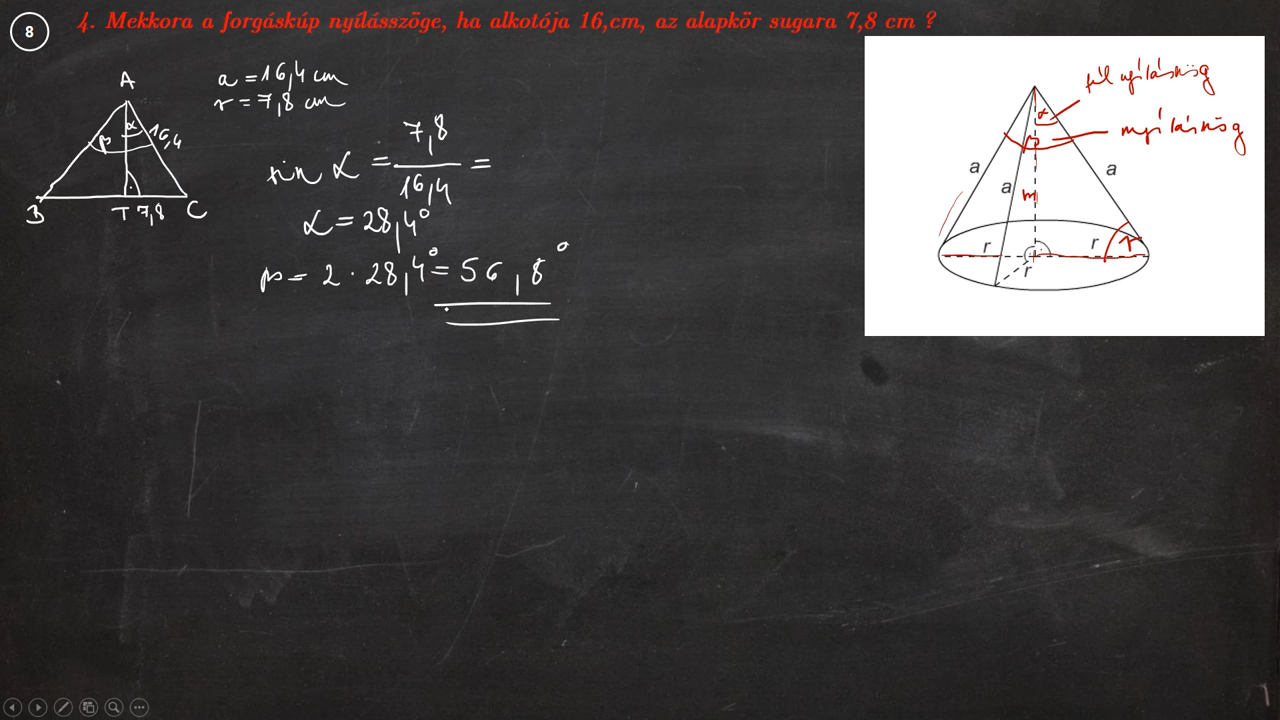 8
4. Mekkora a forgáskúp nyílásszöge, ha alkotója 16,cm, az alapkör sugara 7,8 cm ?
a = 16,4 cm
r = 7,8 cm
A
α
β
16,4
B
T
7,8
C
sin α = 7,8 / 16,4 =
α = 28,4°
β = 2 · 28,4° = 56,8°
fél nyílásszög
nyílásszög
α
β
a
a
a
m
r
r
r
γ